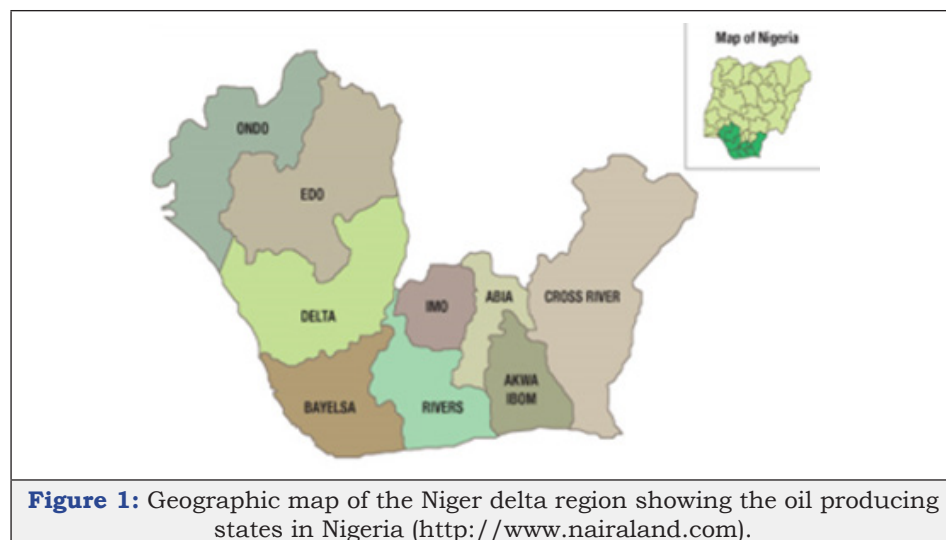 Map of Nigeria
ONDO
EDO
DELTA
IMO
ABIA
CROSS RIVER
BAYELSA
RIVERS
AKWA
IBOM
Figure 1: Geographic map of the Niger delta region showing the oil producing
states in Nigeria (http://www.nairaland.com).